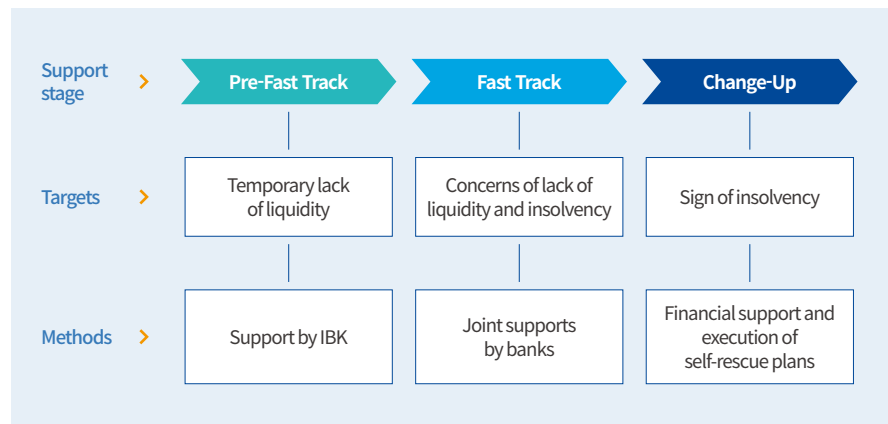 Support
stage
Pre-Fast Track
Fast Track
Change-Up
Targets
Temporary lack
of liquidity
Concerns of lack of
liquidity and insolvency
Sign of insolvency
Methods
Support by IBK
Joint supports
by banks
Financial support and
execution of
self-rescue plans